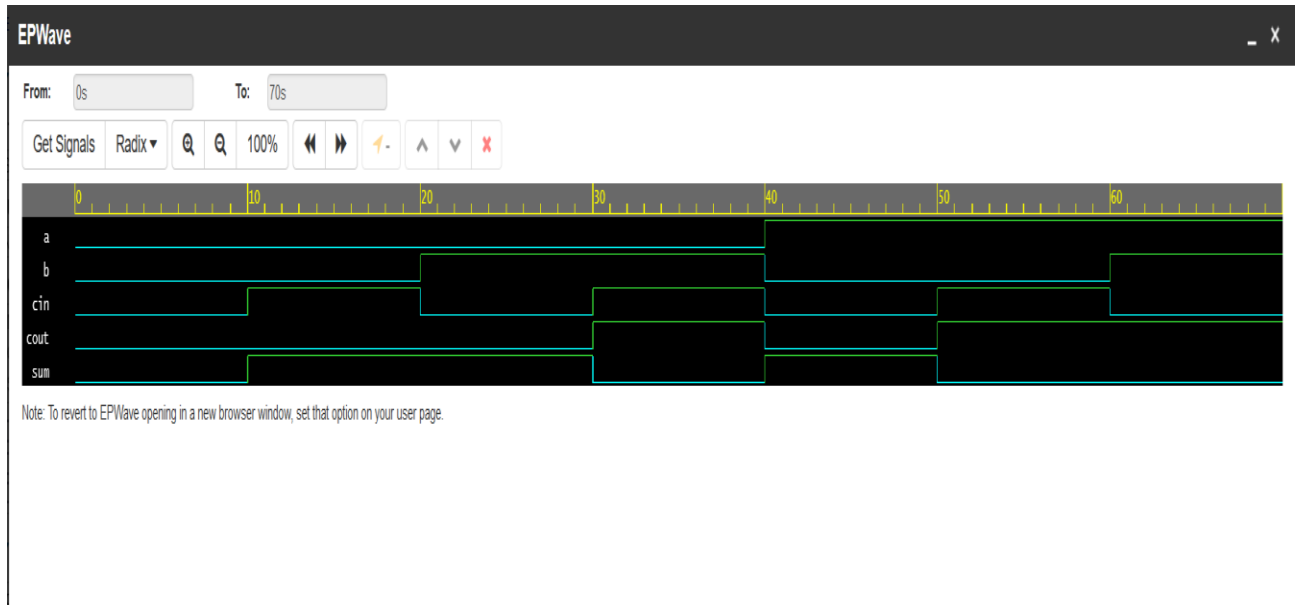 EPWave _ x
From: 0s To: 70s
Get Signals Radix▾ 100% -
0 10 20 30 40 50 60
a
b
cin
cout
sum
Note: To revert to EPWave opening in a new browser window, set that option on your user page.